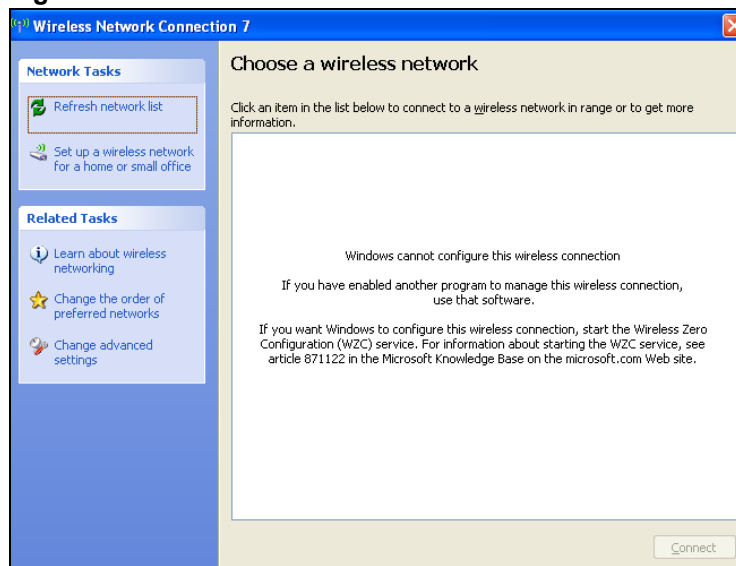 Wireless Network Connection 7
Choose a wireless network
Network Tasks
Refresh network list
Set up a wireless network
for a home or small office
Related Tasks
Learn about wireless
networking
Change the order of
preferred networks
Change advanced
settings
Click an item in the list below to connect to a wireless network in range or to get more
information.
Windows cannot configure this wireless connection
If you have enabled another program to manage this wireless connection,
use that software.
If you want Windows to configure this wireless connection, start the Wireless Zero
Configuration (WZC) service. For information about starting the WZC service, see
article 871122 in the Microsoft Knowledge Base on the microsoft.com Web site.
Connect